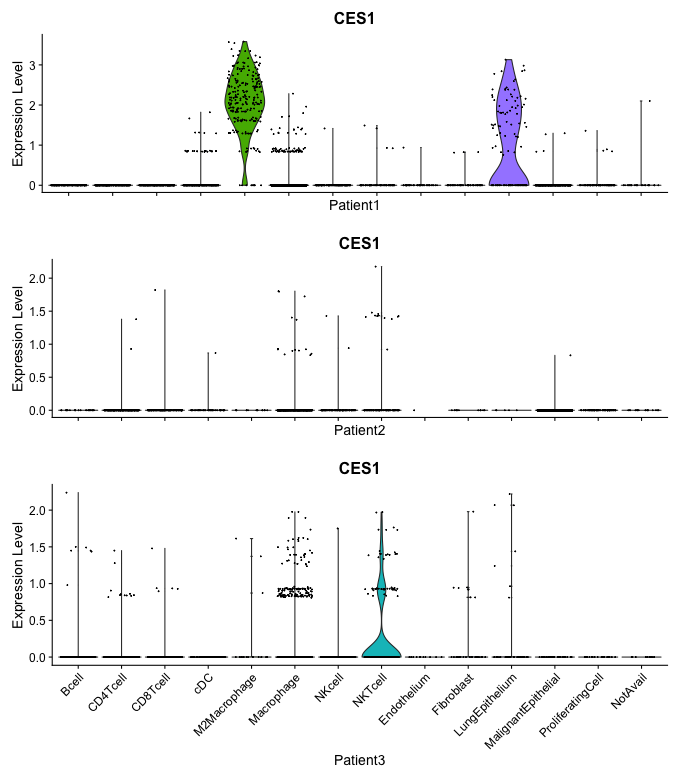 CES1
Expression Level
3
2
1
0
Patient1
CES1
Expression Level
2.0
1.5
1.0
0.5
0.0
Patient2
CES1
Expression Level
2.0
1.5
1.0
0.5
0.0
Bcell
CD4Tcell
CD8Tcell
cDC
M2Macrophage
Macrophage
NKcell
NKTcell
Endothelium
Fibroblast
LungEpithelium
MalignantEpithelial
ProliferatingCell
NotAvail
Patient3